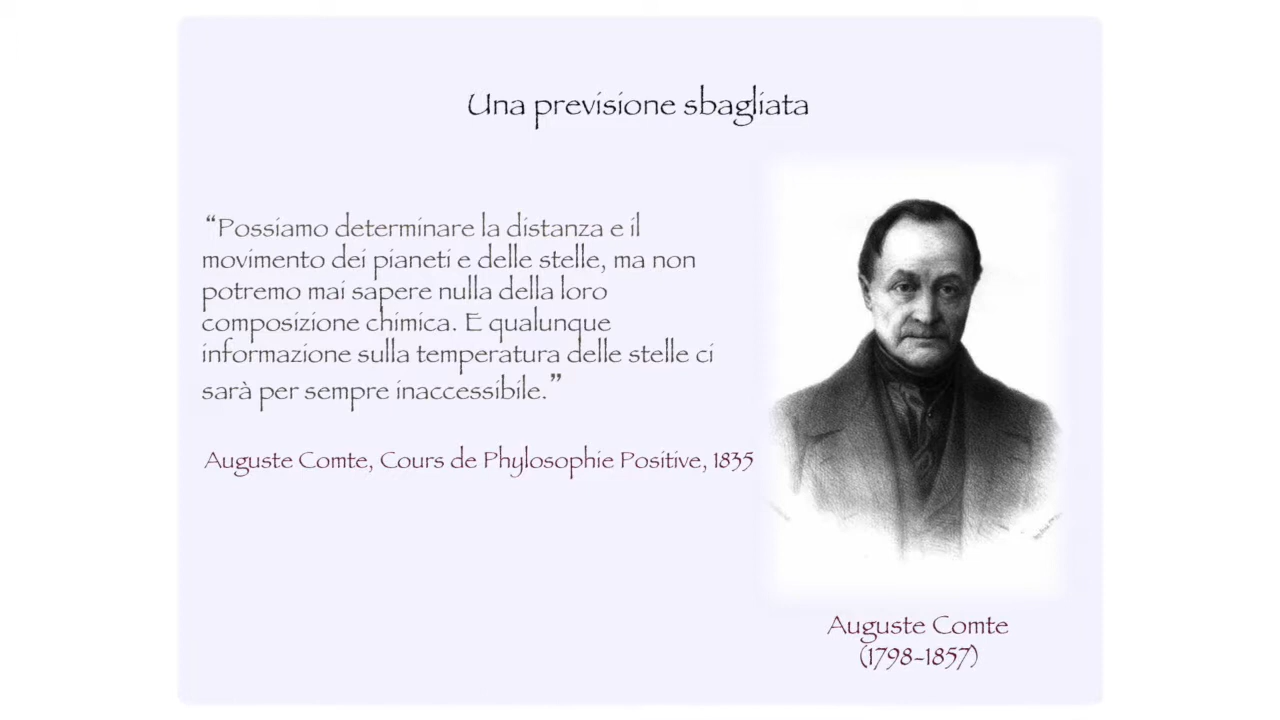 Una previsione sbagliata
“Possiamo determinare la distanza e il
movimento dei pianeti e delle stelle, ma non
potremo mai sapere nulla della loro
composizione chimica. E qualunque
informazione sulla temperatura delle stelle ci
sarà per sempre inaccessibile.”
Auguste Comte, Cours de Phylosophie Positive, 1835
Auguste Comte
(1798-1857)